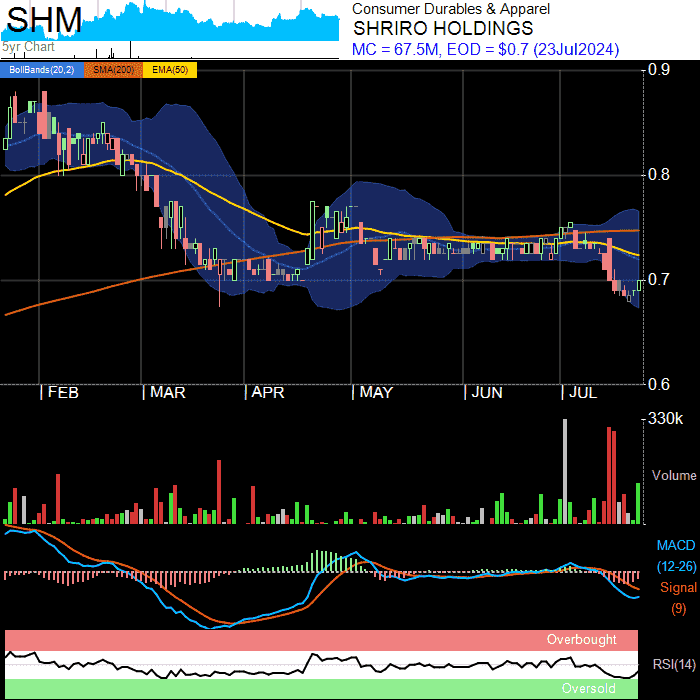 SHM
5yr Chart
Consumer Durables & Apparel
SHRIRO HOLDINGS
MC = 67.5M, EOD = $0.7 (23Jul2024)
BollBands(20,2) SMA(200) EMA(50)
0.9
0.8
0.7
0.6
FEB MAR APR MAY JUN JUL
330k
Volume
MACD
(12-26)
Signal
(9)
Overbought
RSI(14)
Oversold